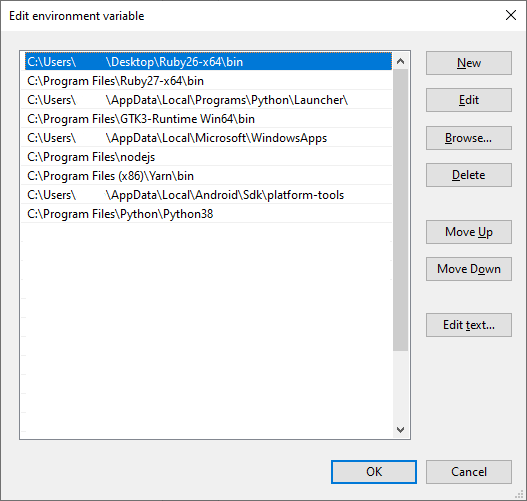 Edit environment variable
C:\Users\ \Desktop\Ruby26-x64\bin
C:\Program Files\Ruby27-x64\bin
C:\Users\ \AppData\Local\Programs\Python\Launcher\
C:\Program Files\GTK3-Runtime Win64\bin
C:\Users\ \AppData\Local\Microsoft\WindowsApps
C:\Program Files\nodejs
C:\Program Files (x86)\Yarn\bin
C:\Users\ \AppData\Local\Android\Sdk\platform-tools
C:\Program Files\Python\Python38
New
Edit
Browse...
Delete
Move Up
Move Down
Edit text...
OK
Cancel